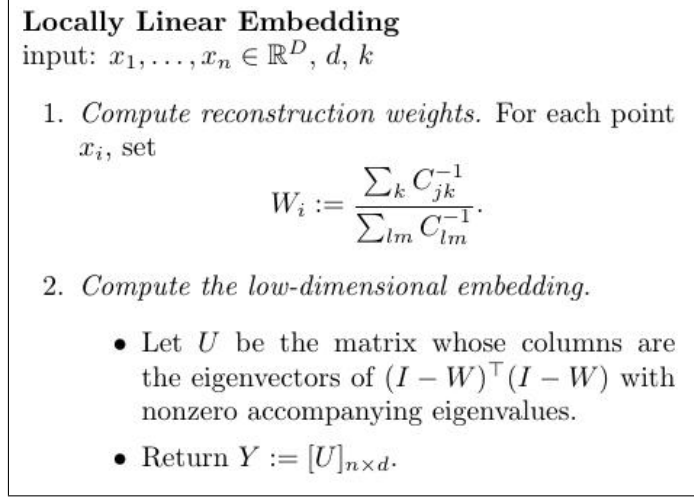 Locally Linear Embedding
input: x₁, . . . , xₙ ∈ ℝᴰ, d, k
1. Compute reconstruction weights. For each point
xᵢ, set
Wᵢ := ∑ₖ C⁻¹ⱼₖ / ∑ₗₘ C⁻¹ₗₘ.
2. Compute the low-dimensional embedding.
• Let U be the matrix whose columns are
the eigenvectors of (I − W)⊤(I − W) with
nonzero accompanying eigenvalues.
• Return Y := [U]ₙₓd.